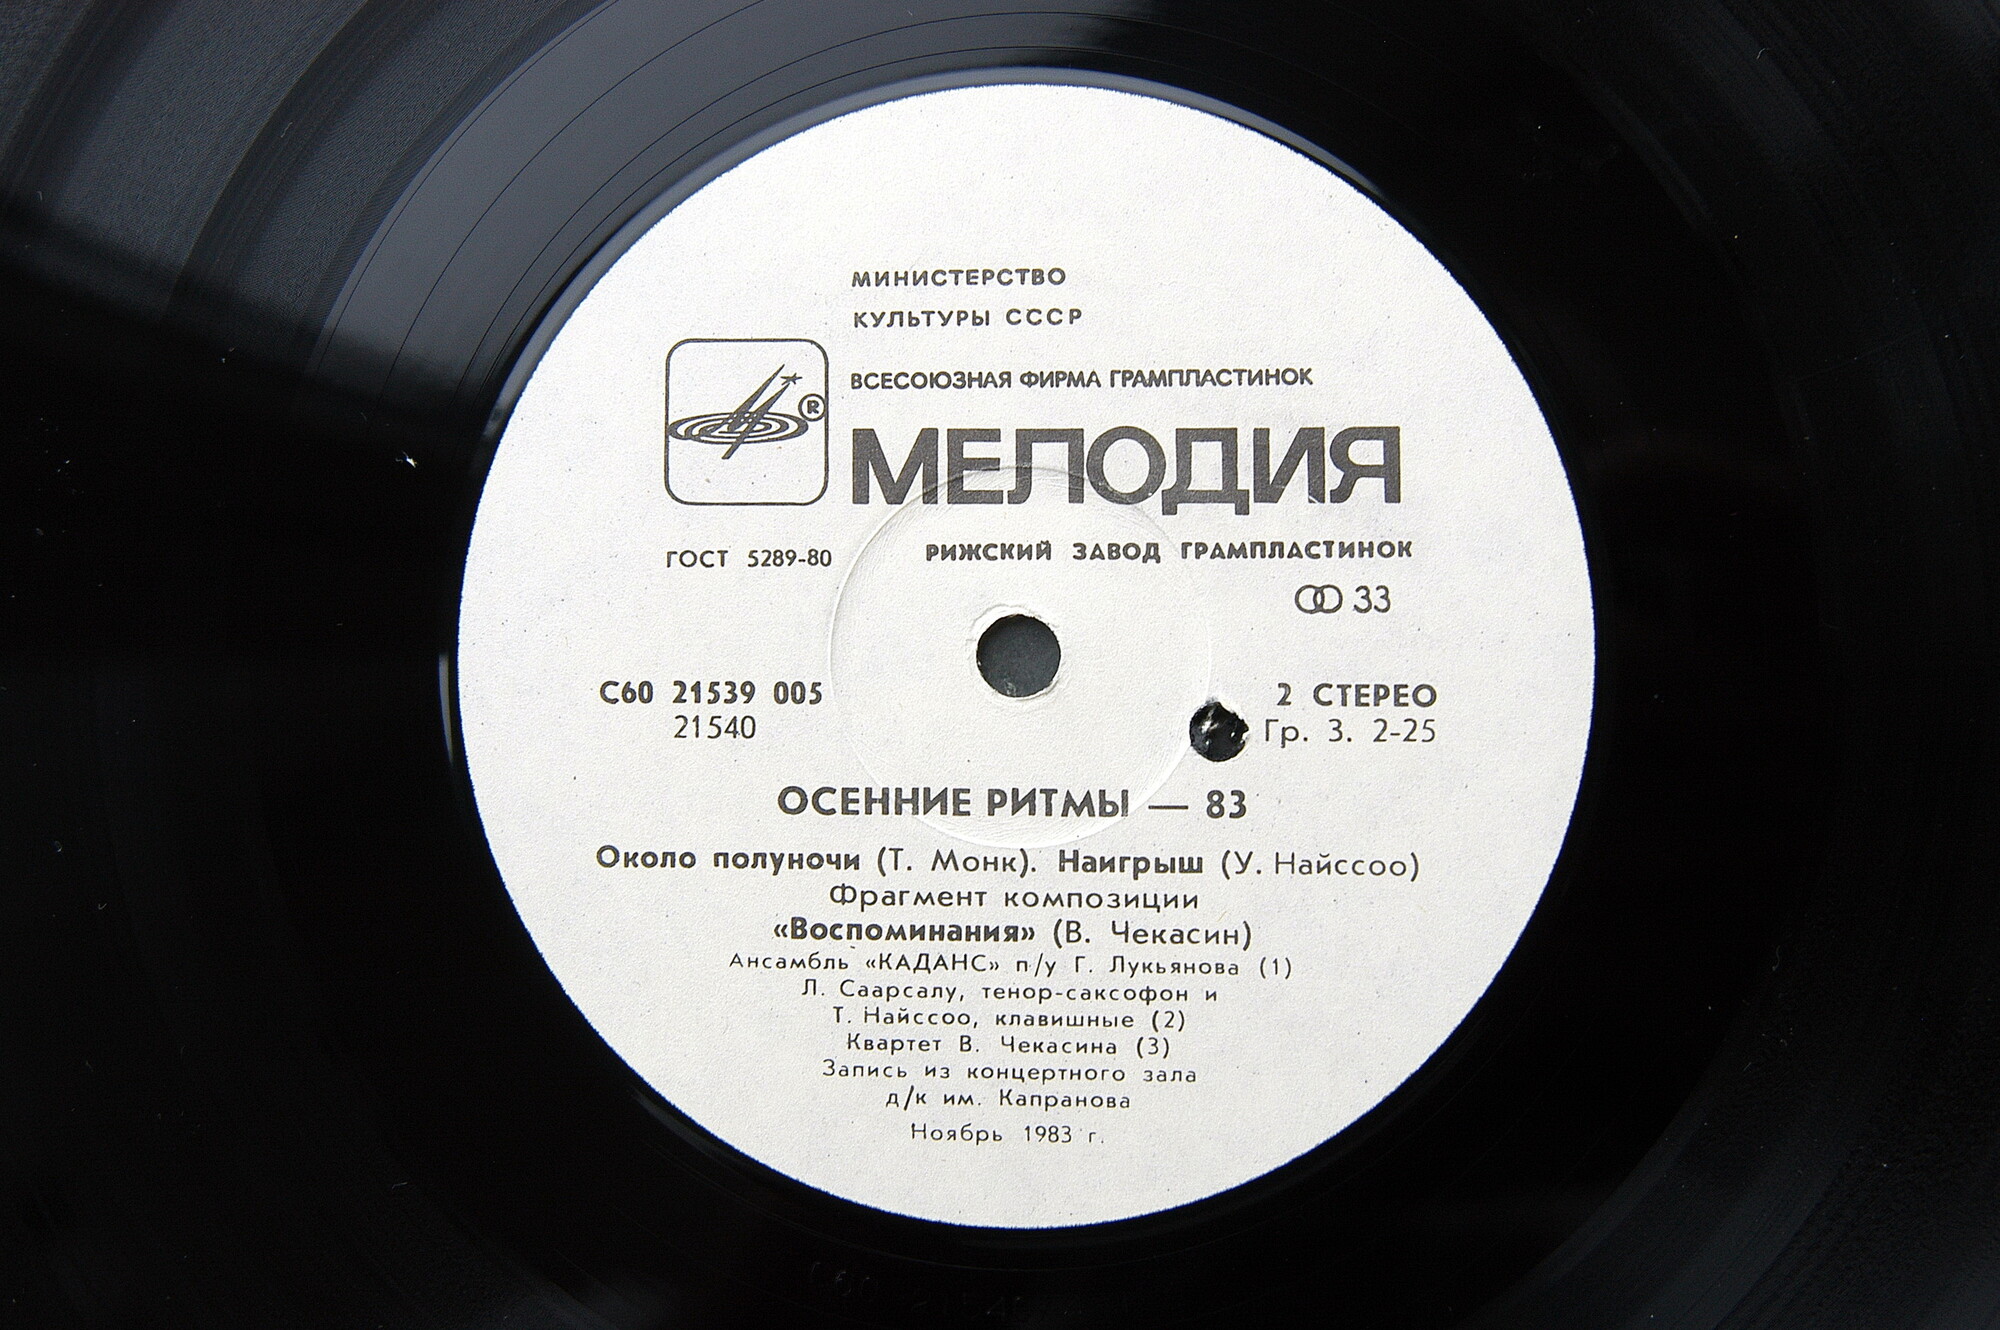 МИНИСТЕРСТВО
КУЛЬТУРЫ СССР
ВСЕСОЮЗНАЯ ФИРМА ГРАМПЛАСТИНОК
®
МЕЛОДИЯ
ГОСТ 5289-80
РИЖСКИЙ ЗАВОД ГРАМПЛАСТИНОК
33
С60 21539 005
21540
2 СТЕРЕО
Гр. 3. 2-25
ОСЕННИЕ РИТМЫ — 83
Около полуночи (Т. Монк). Наигрыш (У. Найссоо)
Фрагмент композиции
«Воспоминания» (В. Чекасин)
Ансамбль «КАДАНС» п/у Г. Лукьянова (1)
Л. Саарсалу, тенор-саксофон и
Т. Найссоо, клавишные (2)
Квартет В. Чекасина (3)
Запись из концертного зала
д/к им. Капранова
Ноябрь 1983 г.